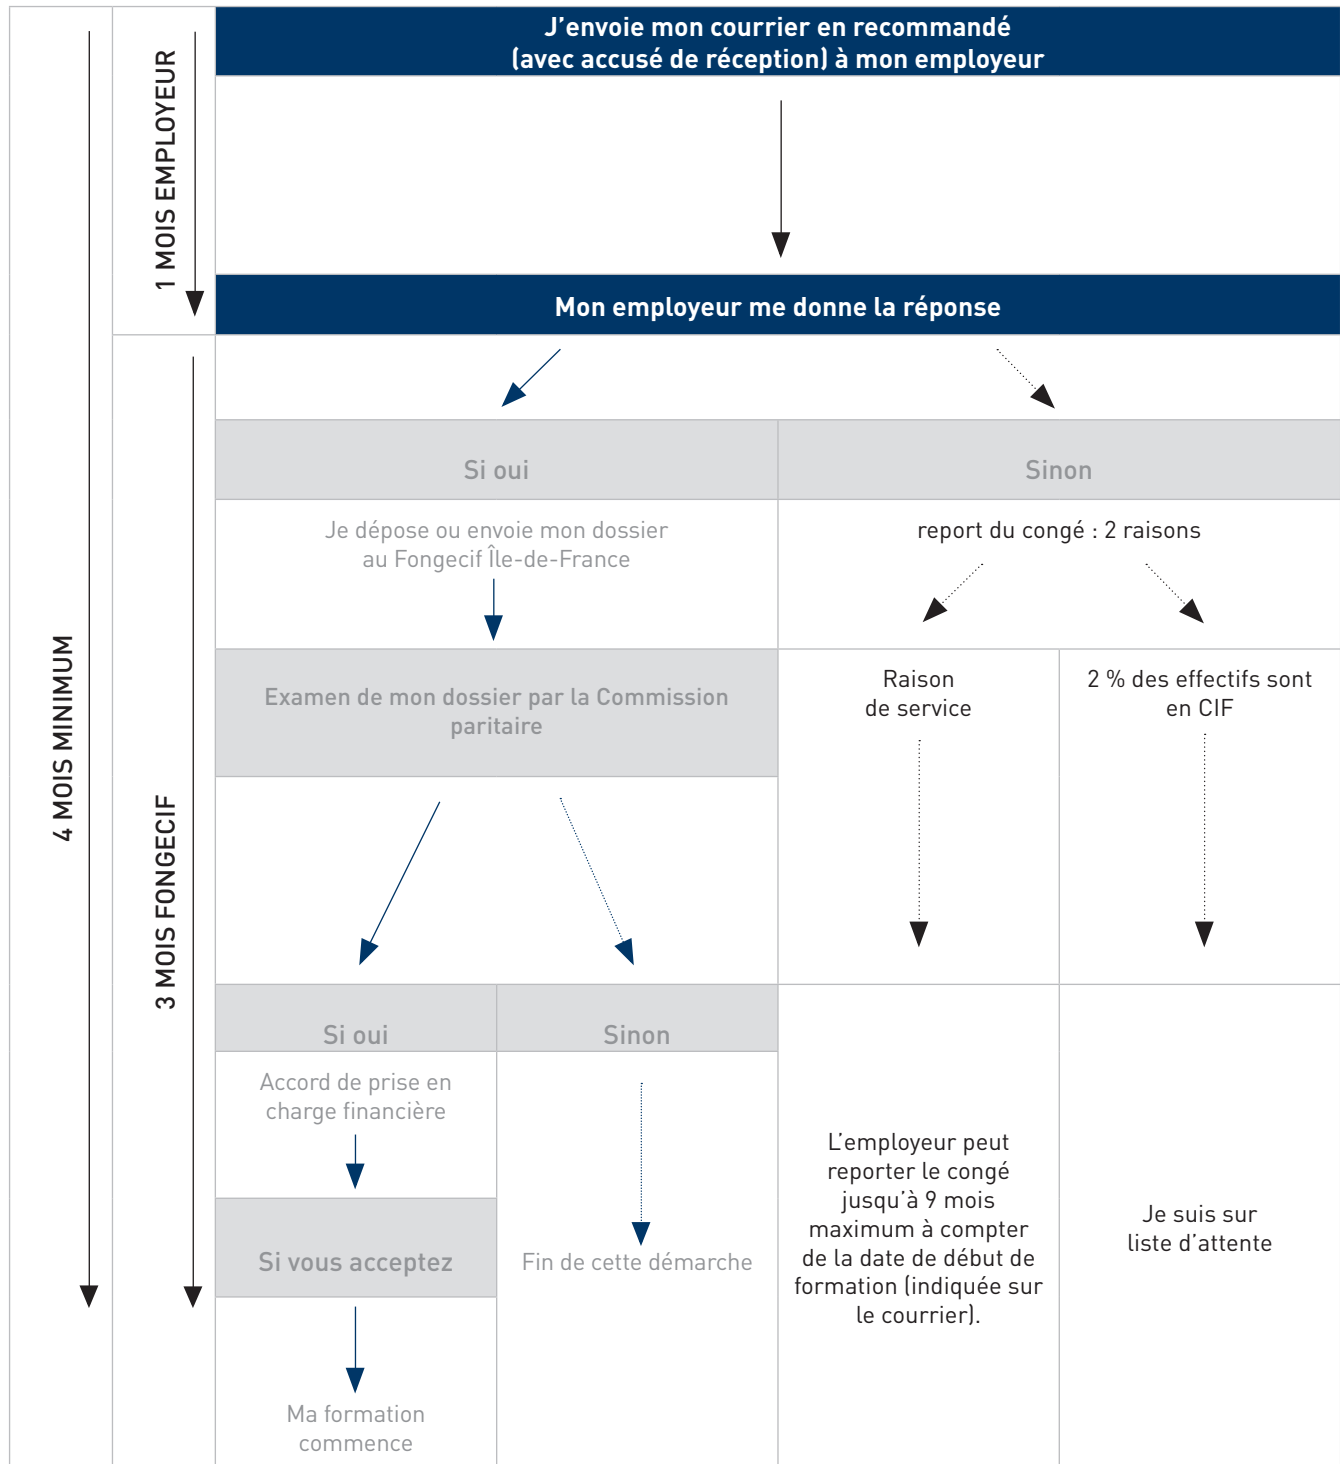 J'envoie mon courrier en recommandé
(avec accusé de réception) à mon employeur
1 MOIS EMPLOYEUR
Mon employeur me donne la réponse
4 MOIS MINIMUM
3 MOIS FONGECIF
Si oui
Sinon
Je dépose ou envoie mon dossier
au Fongecif Île-de-France
report du congé : 2 raisons
Examen de mon dossier par la Commission
paritaire
Raison
de service
2 % des effectifs sont
en CIF
Si oui
Sinon
Accord de prise en
charge financière
Si vous acceptez
Fin de cette démarche
Ma formation
commence
L'employeur peut
reporter le congé
jusqu'à 9 mois
maximum à compter
de la date de début de
formation (indiquée sur
le courrier).
Je suis sur
liste d'attente